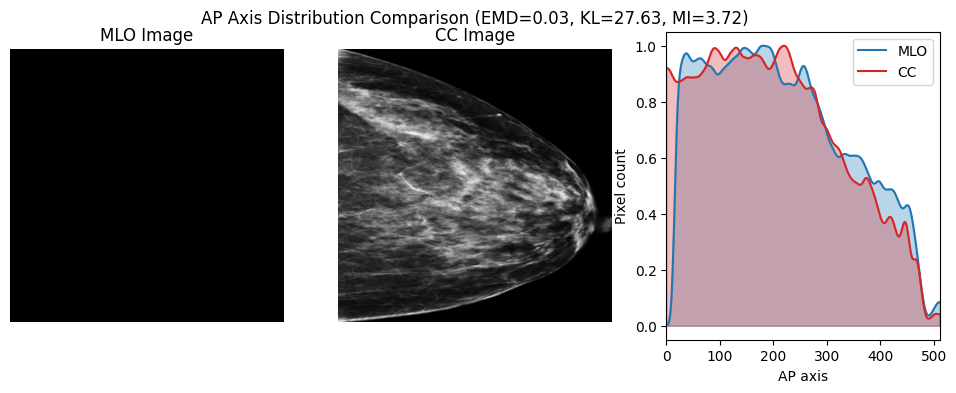 AP Axis Distribution Comparison (EMD=0.03, KL=27.63, MI=3.72)
MLO Image
CC Image
MLO
CC
Pixel count
1.0
0.8
0.6
0.4
0.2
0.0
0 100 200 300 400 500
AP axis